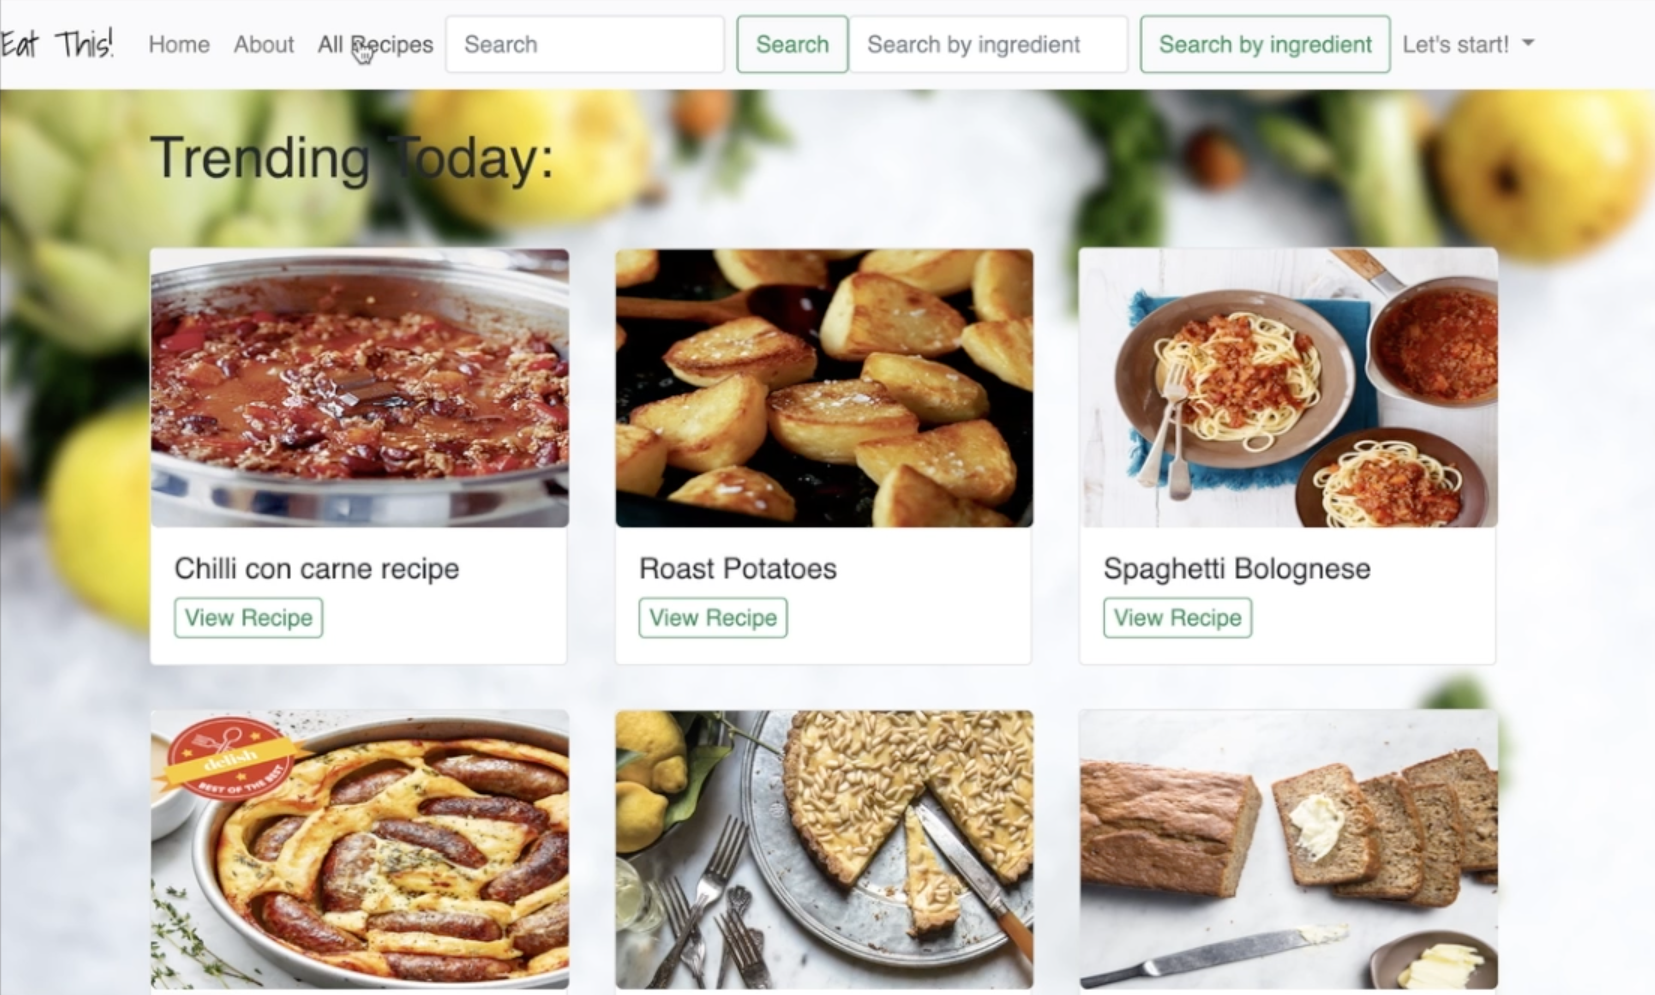 Eat This! Home About All Recipes Search Search Search by ingredient Search by ingredient Let's start!
Trending Today:
Chilli con carne recipe Roast Potatoes Spaghetti Bolognese
View Recipe View Recipe View Recipe
delish
BEST OF THE BEST